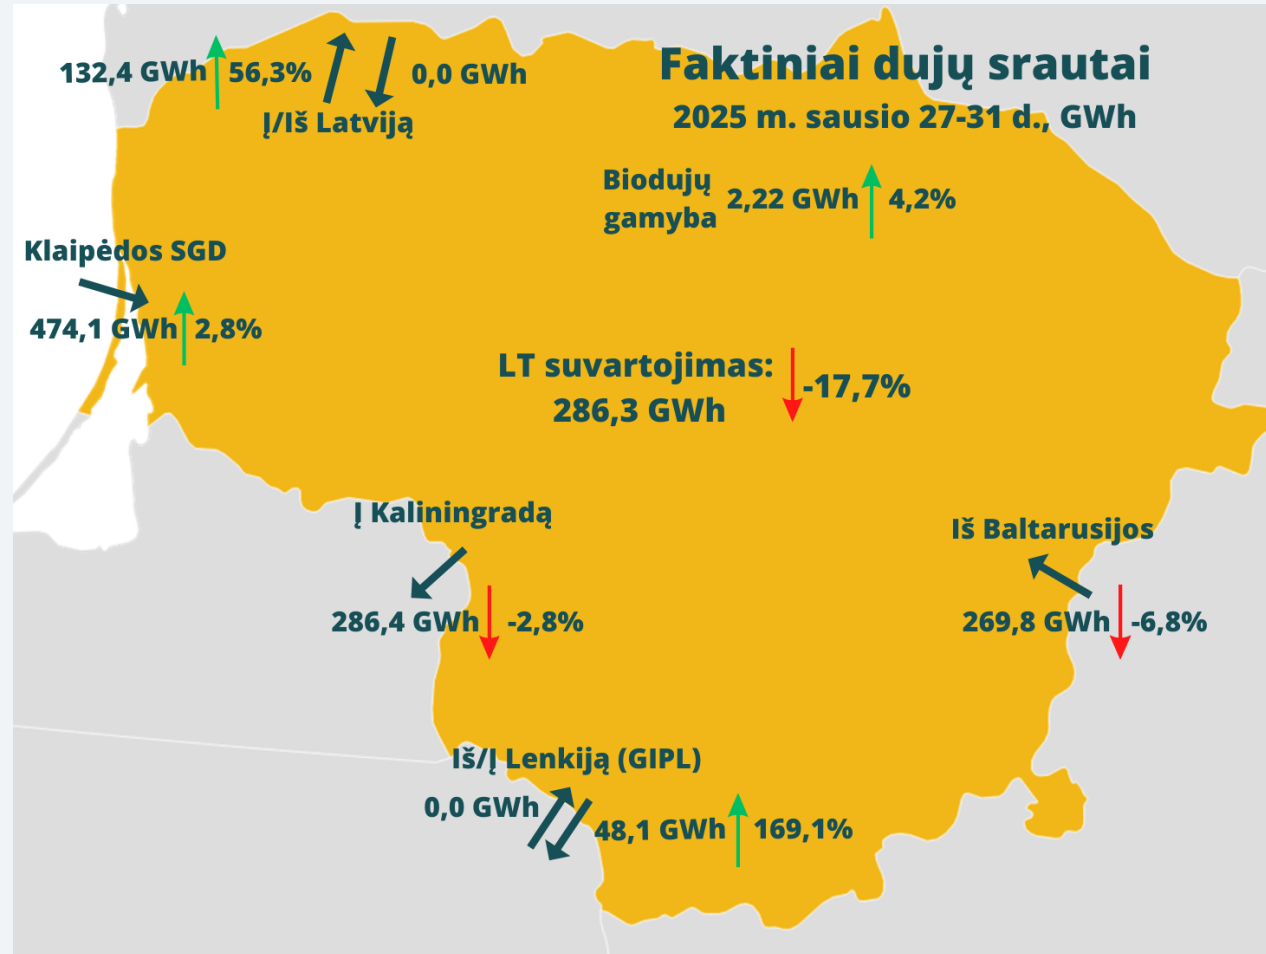 Faktiniai dujų srautai
2025 m. sausio 27-31 d., GWh
132,4 GWh 56,3%
0,0 GWh
Į/Iš Latviją
Biodujų
gamyba
2,22 GWh 4,2%
Klaipėdos SGD
474,1 GWh 2,8%
LT suvartojimas:
286,3 GWh
-17,7%
Į Kaliningradą
286,4 GWh -2,8%
Iš Baltarusijos
269,8 GWh -6,8%
Iš/Į Lenkiją (GIPL)
0,0 GWh
48,1 GWh 169,1%